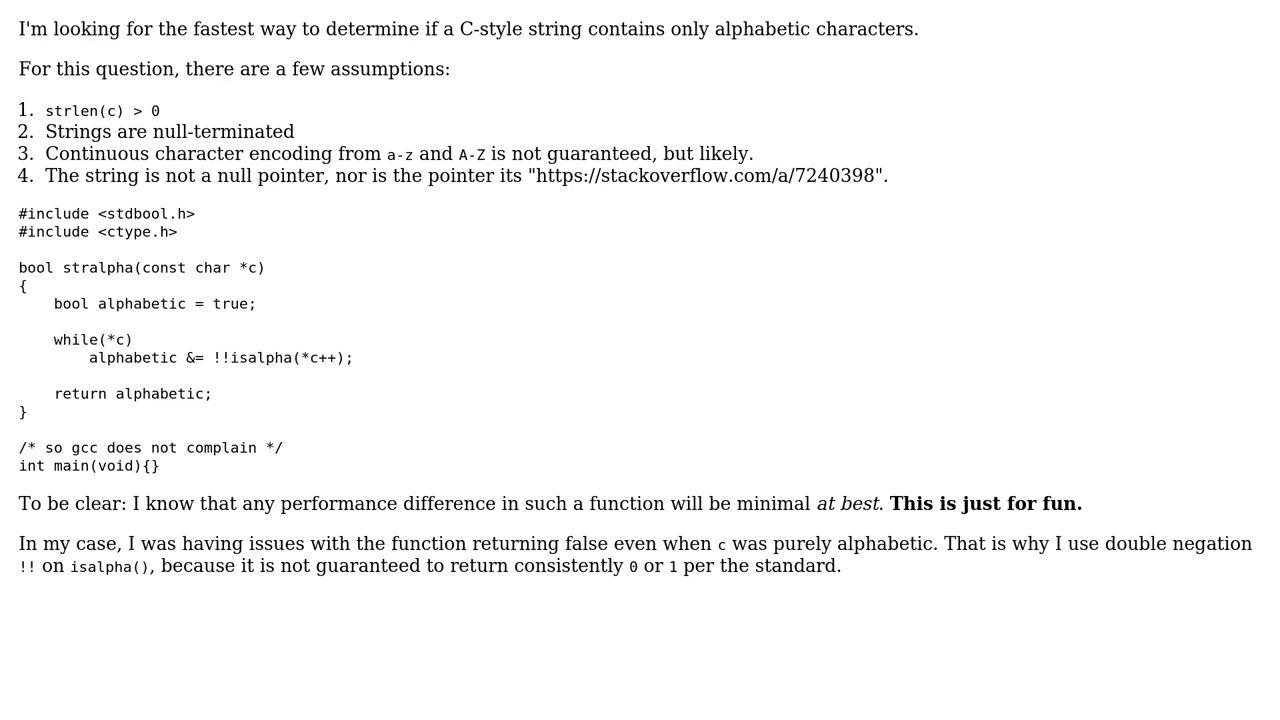 I'm looking for the fastest way to determine if a C-style string contains only alphabetic characters.
For this question, there are a few assumptions:
1. strlen(c) > 0
2. Strings are null-terminated
3. Continuous character encoding from a-z and A-Z is not guaranteed, but likely.
4. The string is not a null pointer, nor is the pointer its "https://stackoverflow.com/a/7240398".
#include <stdbool.h>
#include <ctype.h>
bool stralpha(const char *c)
{
    bool alphabetic = true;
    while(*c)
        alphabetic &= !!isalpha(*c++);
    return alphabetic;
}
/* so gcc does not complain */
int main(void){}
To be clear: I know that any performance difference in such a function will be minimal at best. This is just for fun.
In my case, I was having issues with the function returning false even when c was purely alphabetic. That is why I use double negation
!! on isalpha(), because it is not guaranteed to return consistently 0 or 1 per the standard.